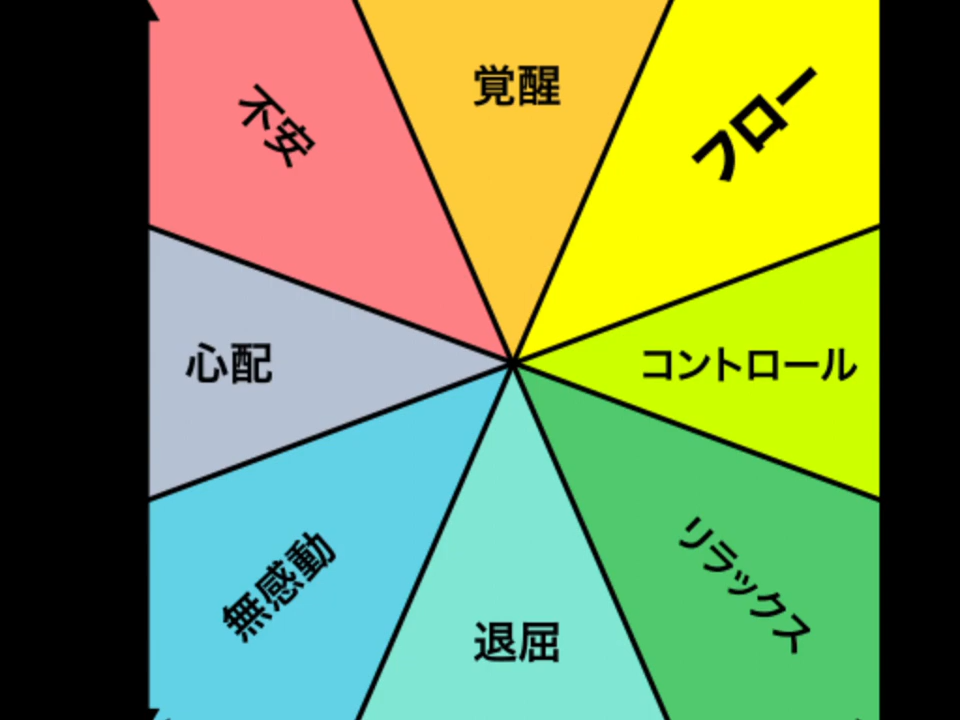 覚醒
フロー
不安
心配
コントロール
無感動
リラックス
退屈